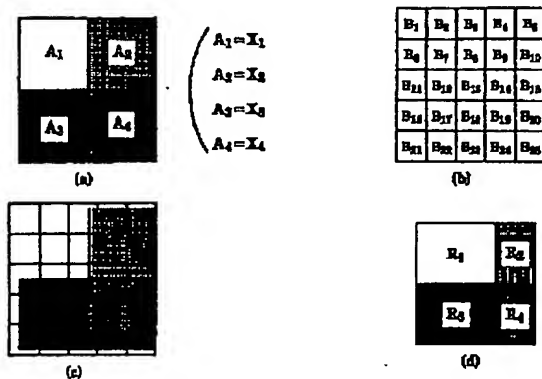 A1 A2
A3 A4
(a)
A1=X1
A2=X2
A3=X3
A4=X4
B1 B2 B3 B4 B5
B6 B7 B8 B9 B10
B11 B12 B13 B14 B15
B16 B17 B18 B19 B20
B21 B22 B23 B24 B25
(b)
(c)
R1 R2
R3 R4
(d)